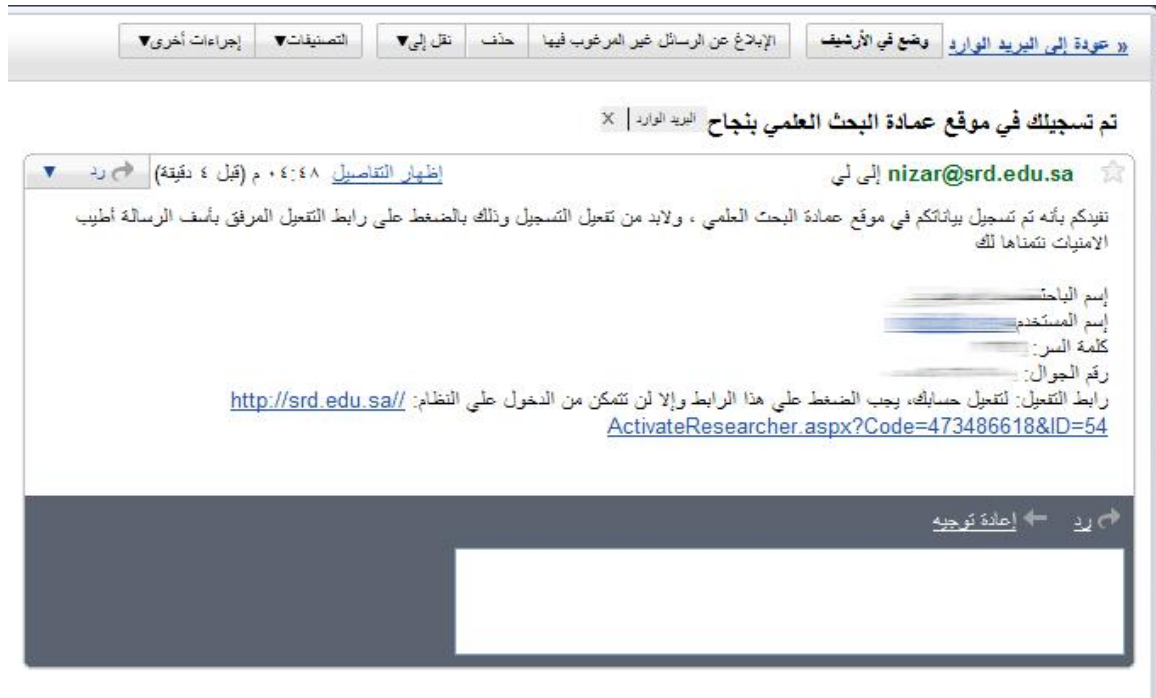 « عودة إلى البريد الوارد وضع في الأرشيف الإبلاغ عن الرسائل غير المرغوب فيها حذف نقل إلى▼ التصنيفات▼ إجراءات أخرى▼
تم تسجيلك في موقع عمادة البحث العلمي بنجاح البريد الوارد | X
nizar@srd.edu.sa إلى لي إظهار التفاصيل ٠٤:٤٨ م (قبل ٤ دقيقة) رد ▼
نفيدكم بأنه تم تسجيل بياناتكم في موقع عمادة البحث العلمي ، ولابد من تفعيل التسجيل وذلك بالضغط على رابط التفعيل المرفق بأسف الرسالة أطيب
الامنيات نتمناها لك
إسم الباحث
إسم المستخدم
كلمة السر:
رقم الجوال:
رابط التفعيل: لتفعيل حسابك، يجب الضغط علي هذا الرابط وإلا لن تتمكن من الدخول علي النظام: http://srd.edu.sa//
ActivateResearcher.aspx?Code=473486618&ID=54
رد إعادة توجيه